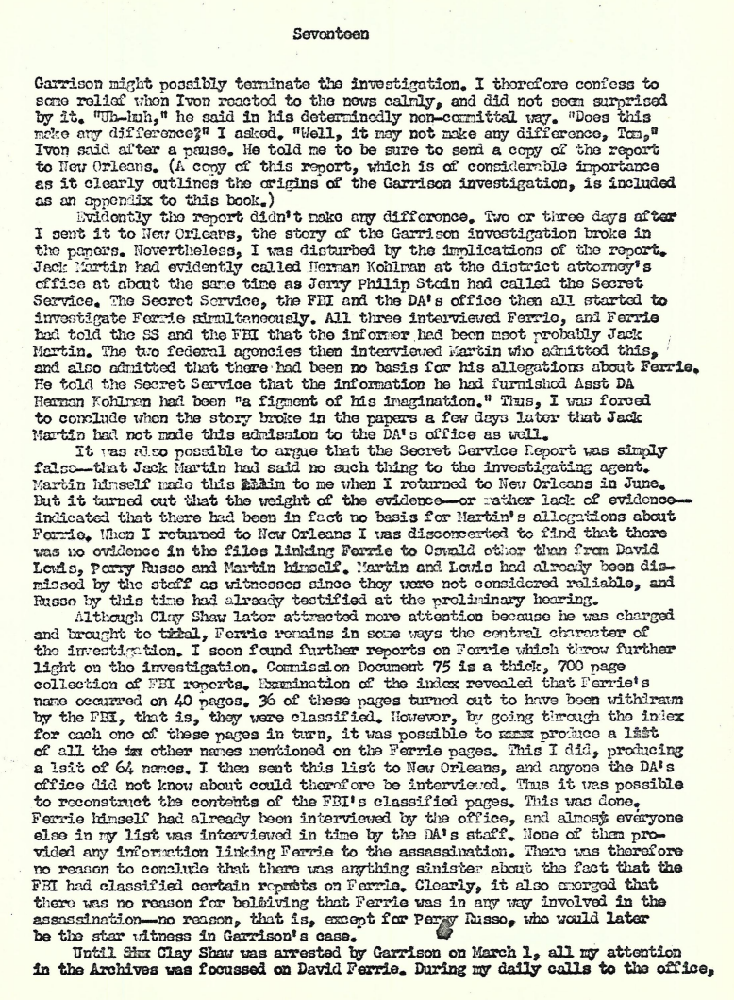 Seventeen
Garrison might possibly terminate the investigation. I therefore confess to
some relief when Ivon reacted to the news calmly, and did not seem surprised
by it. "Uh-huh," he said in his determinedly non-committal way. "Does this
make any difference?" I asked. "Well, it may not make any difference, Tom,"
Ivon said after a pause. He told me to be sure to send a copy of the report
to New Orleans. (A copy of this report, which is of considerable importance
as it clearly outlines the origins of the Garrison investigation, is included
as an appendix to this book.)
Evidently the report didn't make any difference. Two or three days after
I sent it to New Orleans, the story of the Garrison investigation broke in
the papers. Nevertheless, I was disturbed by the implications of the report.
Jack Martin had evidently called Herman Kohlman at the district attorney's
office at about the same time as Jerry Philip Stein had called the Secret
Service. The Secret Service, the FBI and the DA's office then all started to
investigate Ferrie simultaneously. All three interviewed Ferrie, and Ferrie
had told the SS and the FBI that the informer had been msot probably Jack
Martin. The two federal agencies then interviewed Martin who admitted this,
and also admitted that there had been no basis for his allegations about Ferrie.
He told the Secret Service that the information he had furnished Asst DA
Herman Kohlman had been "a figment of his imagination." Thus, I was forced
to conclude when the story broke in the papers a few days later that Jack
Martin had not made this admission to the DA's office as well.
It was also possible to argue that the Secret Service Report was simply
false—that Jack Martin had said no such thing to the investigating agent.
Martin himself made this claim to me when I returned to New Orleans in June.
But it turned out that the weight of the evidence—or rather lack of evidence—
indicated that there had been in fact no basis for Martin's allegations about
Ferrie. When I returned to New Orleans I was disconcerted to find that there
was no evidence in the files linking Ferrie to Oswald other than from David
Lewis, Perry Russo and Martin himself. Martin and Lewis had already been dis-
missed by the staff as witnesses since they were not considered reliable, and
Russo by this time had already testified at the preliminary hearing.
Although Clay Shaw later attracted more attention because he was charged
and brought to trial, Ferrie remains in some ways the central character of
the investigation. I soon found further reports on Ferrie which throw further
light on the investigation. Commission Document 75 is a thick, 700 page
collection of FBI reports. Examination of the index revealed that Ferrie's
name occurred on 40 pages. 36 of these pages turned out to have been withdrawn
by the FBI, that is, they were classified. However, by going through the index
for each one of these pages in turn, it was possible to produce a list
of all the other names mentioned on the Ferrie pages. This I did, producing
a lsit of 64 names. I then sent this list to New Orleans, and anyone the DA's
office did not know about could therefore be interviewed. Thus it was possible
to reconstruct the contents of the FBI's classified pages. This was done.
Ferrie himself had already been interviewed by the office, and almost everyone
else in my list was interviewed in time by the DA's staff. None of them pro-
vided any information linking Ferrie to the assassination. There was therefore
no reason to conclude that there was anything sinister about the fact that the
FBI had classified certain reports on Ferrie. Clearly, it also emerged that
there was no reason for believing that Ferrie was in any way involved in the
assassination—no reason, that is, except for Perry Russo, who would later
be the star witness in Garrison's case.
Until Clay Shaw was arrested by Garrison on March 1, all my attention
in the Archives was focussed on David Ferrie. During my daily calls to the office,